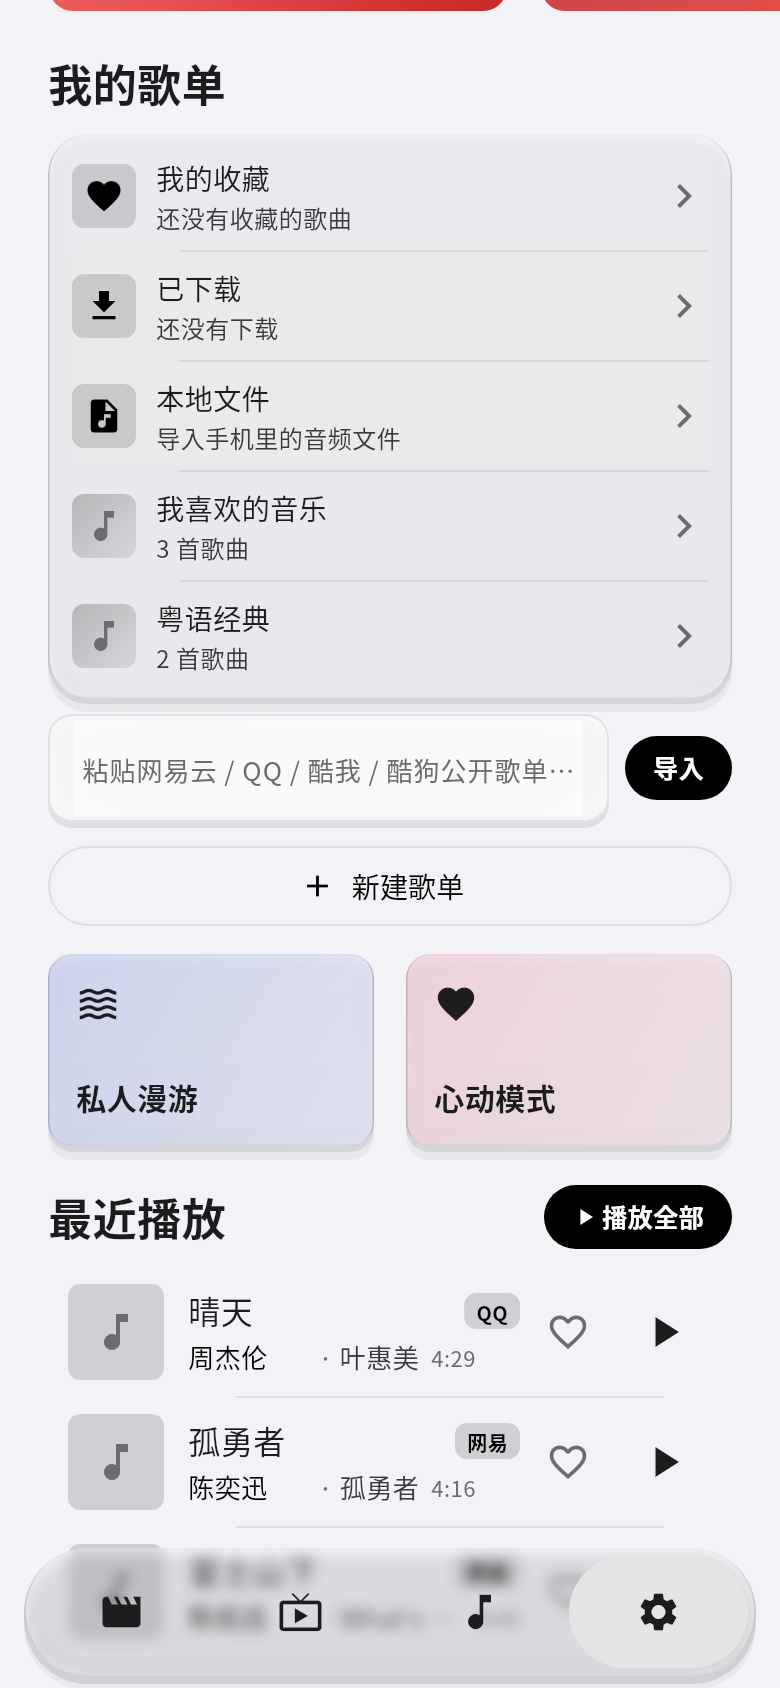 我的歌单
我的收藏
还没有收藏的歌曲
已下载
还没有下载
本地文件
导入手机里的音频文件
我喜欢的音乐
3 首歌曲
粤语经典
2 首歌曲
粘贴网易云 / QQ / 酷我 / 酷狗公开歌单…
导入
新建歌单
私人漫游
心动模式
最近播放
播放全部
晴天 QQ
周杰伦 · 叶惠美 4:29
孤勇者 网易
陈奕迅 · 孤勇者 4:16